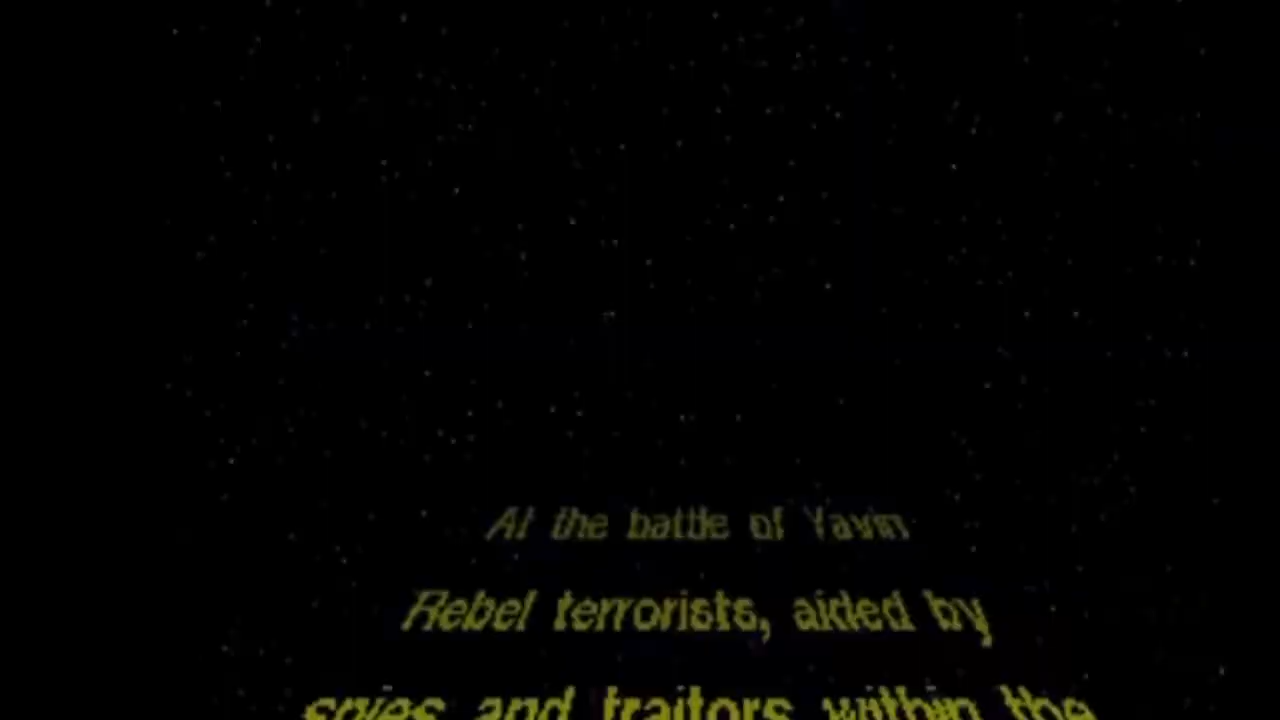 At the battle of Yavin
Rebel terrorists, aided by
spies and traitors within the